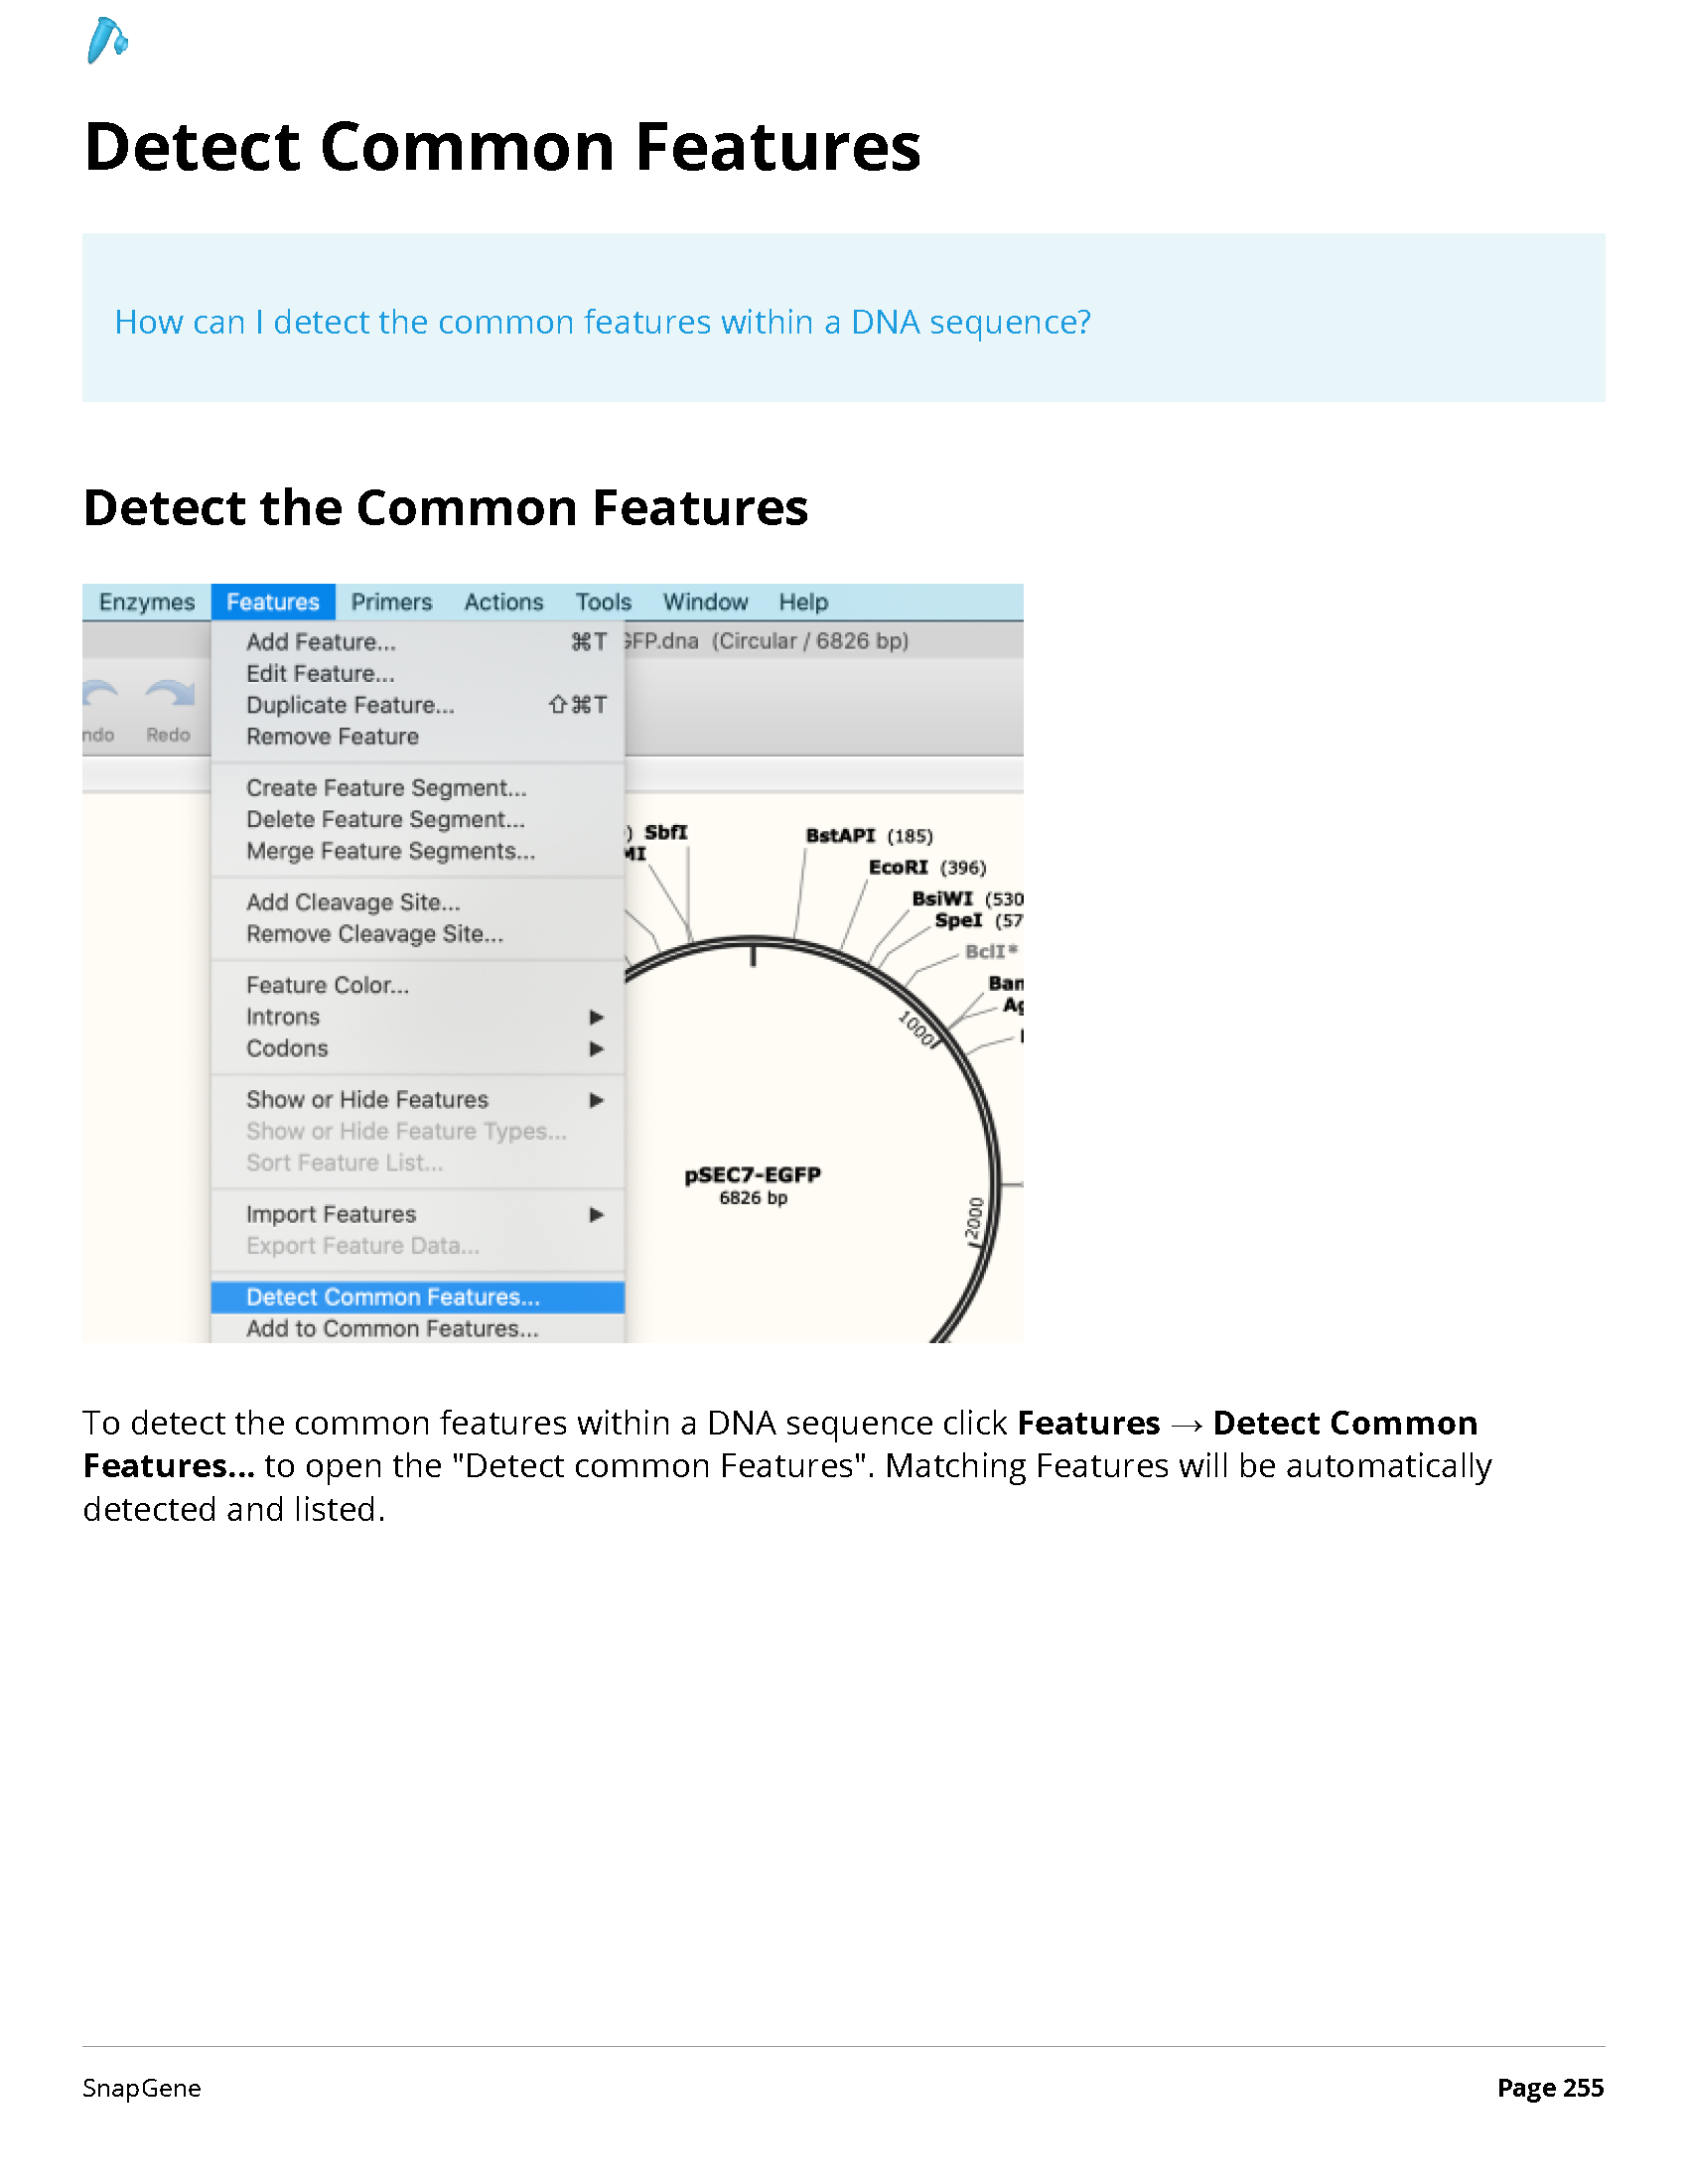 Detect Common Features
How can I detect the common features within a DNA sequence?
Detect the Common Features
Enzymes Features Primers Actions Tools Window Help
Add Feature... ⌘T
GFP.dna (Circular / 6826 bp)
Edit Feature...
Duplicate Feature... ⇧⌘T
Redo
Remove Feature
Create Feature Segment...
Delete Feature Segment...
Merge Feature Segments...
Add Cleavage Site...
Remove Cleavage Site...
Feature Color...
Introns
Codons
Show or Hide Features
Show or Hide Feature Types...
Sort Feature List...
Import Features
Export Feature Data...
Detect Common Features...
Add to Common Features...
) SbfI
MI
BstAPI (185)
EcoRI (396)
BsiWI (530
SpeI (57
BclI*
1000
2000
pSEC7-EGFP
6826 bp
To detect the common features within a DNA sequence click Features → Detect Common
Features... to open the "Detect common Features". Matching Features will be automatically
detected and listed.
SnapGene
Page 255